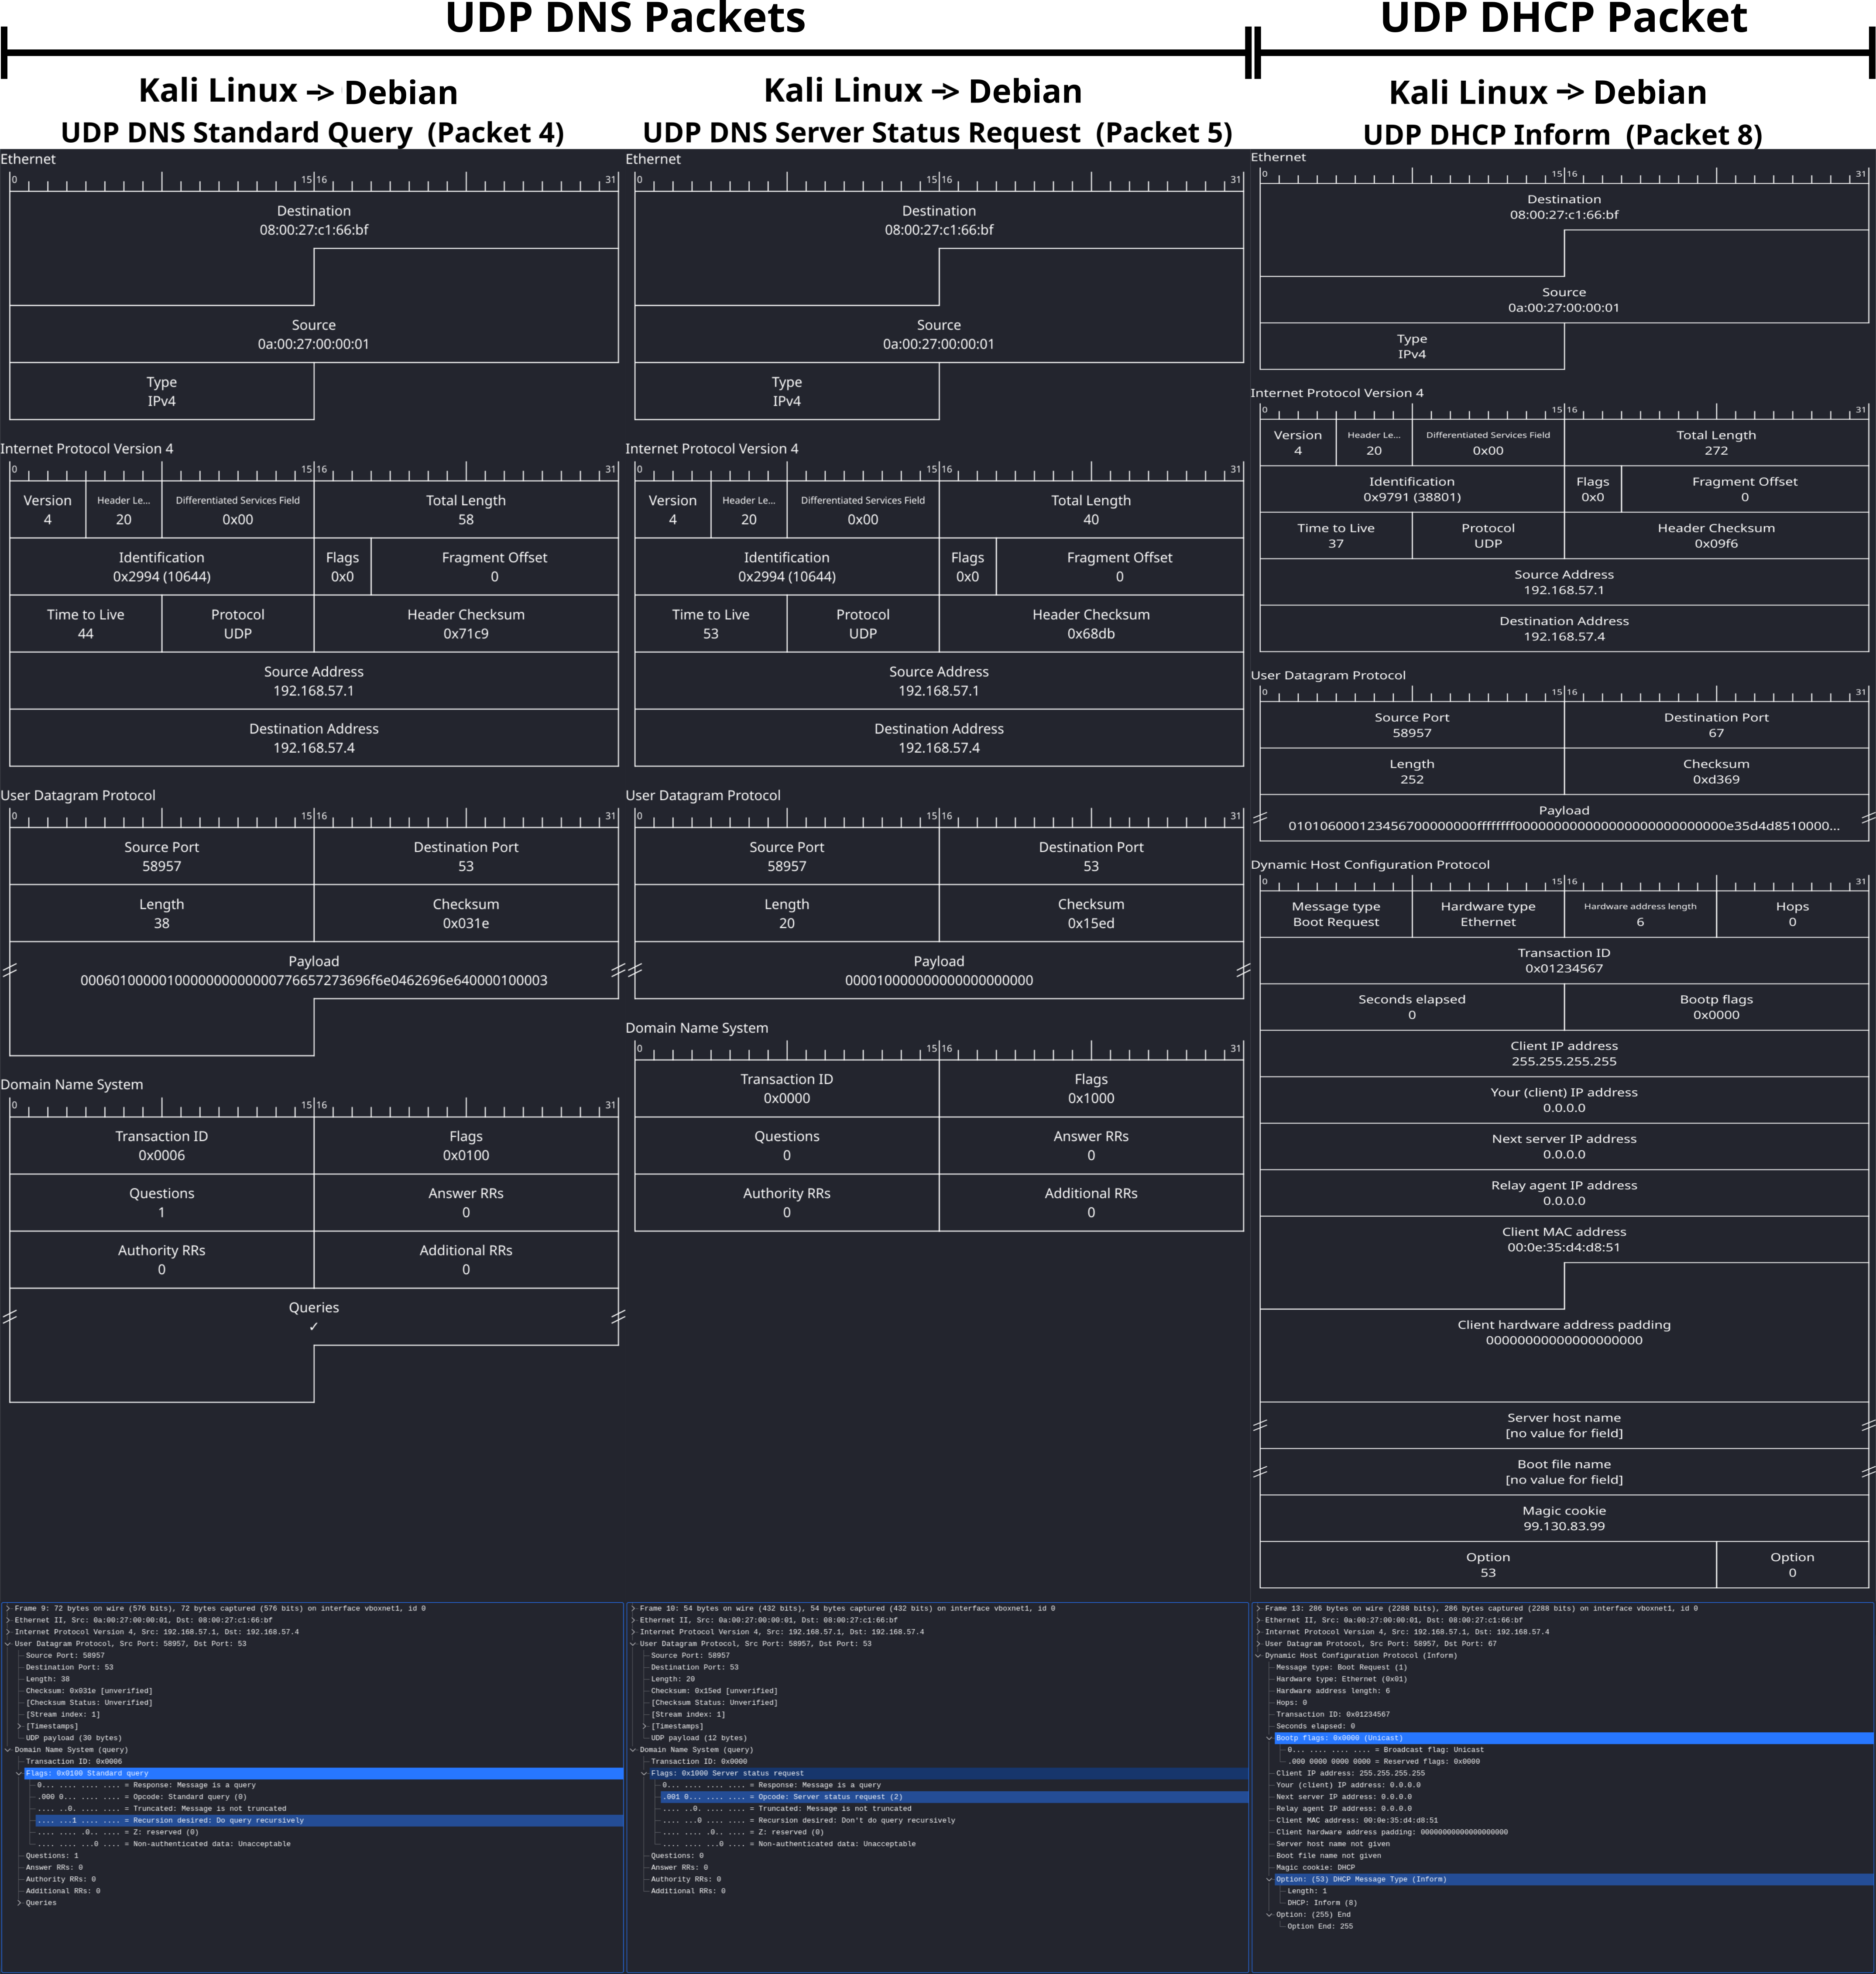 UDP DNS Packets
UDP DHCP Packet
Kali Linux -> Debian
UDP DNS Standard Query (Packet 4)
Ethernet
0 15 16 31
Destination
08:00:27:c1:66:bf
Source
0a:00:27:00:00:01
Type
IPv4
Internet Protocol Version 4
0 15 16 31
Version Header Le... Differentiated Services Field Total Length
4 20 0x00 58
Identification Flags Fragment Offset
0x2994 (10644) 0x0 0
Time to Live Protocol Header Checksum
44 UDP 0x71c9
Source Address
192.168.57.1
Destination Address
192.168.57.4
User Datagram Protocol
0 15 16 31
Source Port Destination Port
58957 53
Length Checksum
38 0x031e
Payload
0006010000010000000000000776657273696f6e0462696e640000100003
Domain Name System
0 15 16 31
Transaction ID Flags
0x0006 0x0100
Questions Answer RRs
1 0
Authority RRs Additional RRs
0 0
Queries
✓
Frame 9: 72 bytes on wire (576 bits), 72 bytes captured (576 bits) on interface vboxnet1, id 0
Ethernet II, Src: 0a:00:27:00:00:01, Dst: 08:00:27:c1:66:bf
Internet Protocol Version 4, Src: 192.168.57.1, Dst: 192.168.57.4
User Datagram Protocol, Src Port: 58957, Dst Port: 53
Source Port: 58957
Destination Port: 53
Length: 38
Checksum: 0x031e [unverified]
[Checksum Status: Unverified]
[Stream index: 1]
[Timestamps]
UDP payload (30 bytes)
Domain Name System (query)
Transaction ID: 0x0006
Flags: 0x0100 Standard query
0... .... .... .... = Response: Message is a query
.000 0... .... .... = Opcode: Standard query (0)
.... ..0. .... .... = Truncated: Message is not truncated
.... ...1 .... .... = Recursion desired: Do query recursively
.... .... .0.. .... = Z: reserved (0)
.... .... ...0 .... = Non-authenticated data: Unacceptable
Questions: 1
Answer RRs: 0
Authority RRs: 0
Additional RRs: 0
Queries
Kali Linux -> Debian
UDP DNS Server Status Request (Packet 5)
Ethernet
0 15 16 31
Destination
08:00:27:c1:66:bf
Source
0a:00:27:00:00:01
Type
IPv4
Internet Protocol Version 4
0 15 16 31
Version Header Le... Differentiated Services Field Total Length
4 20 0x00 40
Identification Flags Fragment Offset
0x2994 (10644) 0x0 0
Time to Live Protocol Header Checksum
53 UDP 0x68db
Source Address
192.168.57.1
Destination Address
192.168.57.4
User Datagram Protocol
0 15 16 31
Source Port Destination Port
58957 53
Length Checksum
20 0x15ed
Payload
000010000000000000000000
Domain Name System
0 15 16 31
Transaction ID Flags
0x0000 0x1000
Questions Answer RRs
0 0
Authority RRs Additional RRs
0 0
Frame 10: 54 bytes on wire (432 bits), 54 bytes captured (432 bits) on interface vboxnet1, id 0
Ethernet II, Src: 0a:00:27:00:00:01, Dst: 08:00:27:c1:66:bf
Internet Protocol Version 4, Src: 192.168.57.1, Dst: 192.168.57.4
User Datagram Protocol, Src Port: 58957, Dst Port: 53
Source Port: 58957
Destination Port: 53
Length: 20
Checksum: 0x15ed [unverified]
[Checksum Status: Unverified]
[Stream index: 1]
[Timestamps]
UDP payload (12 bytes)
Domain Name System (query)
Transaction ID: 0x0000
Flags: 0x1000 Server status request
0... .... .... .... = Response: Message is a query
.001 0... .... .... = Opcode: Server status request (2)
.... ..0. .... .... = Truncated: Message is not truncated
.... ...0 .... .... = Recursion desired: Don't do query recursively
.... .... .0.. .... = Z: reserved (0)
.... .... ...0 .... = Non-authenticated data: Unacceptable
Questions: 0
Answer RRs: 0
Authority RRs: 0
Additional RRs: 0
Kali Linux -> Debian
UDP DHCP Inform (Packet 8)
Ethernet
0 15 16 31
Destination
08:00:27:c1:66:bf
Source
0a:00:27:00:00:01
Type
IPv4
Internet Protocol Version 4
0 15 16 31
Version Header Le... Differentiated Services Field Total Length
4 20 0x00 272
Identification Flags Fragment Offset
0x9791 (38801) 0x0 0
Time to Live Protocol Header Checksum
37 UDP 0x09f6
Source Address
192.168.57.1
Destination Address
192.168.57.4
User Datagram Protocol
0 15 16 31
Source Port Destination Port
58957 67
Length Checksum
252 0xd369
Payload
010106000123456700000000ffffffff000000000000000000000000000e35d4d8510000...
Dynamic Host Configuration Protocol
0 15 16 31
Message type Hardware type Hardware address length Hops
Boot Request Ethernet 6 0
Transaction ID
0x01234567
Seconds elapsed Bootp flags
0 0x0000
Client IP address
255.255.255.255
Your (client) IP address
0.0.0.0
Next server IP address
0.0.0.0
Relay agent IP address
0.0.0.0
Client MAC address
00:0e:35:d4:d8:51
Client hardware address padding
00000000000000000000
Server host name
[no value for field]
Boot file name
[no value for field]
Magic cookie
99.130.83.99
Option Option
53 0
Frame 13: 286 bytes on wire (2288 bits), 286 bytes captured (2288 bits) on interface vboxnet1, id 0
Ethernet II, Src: 0a:00:27:00:00:01, Dst: 08:00:27:c1:66:bf
Internet Protocol Version 4, Src: 192.168.57.1, Dst: 192.168.57.4
User Datagram Protocol, Src Port: 58957, Dst Port: 67
Dynamic Host Configuration Protocol (Inform)
Message type: Boot Request (1)
Hardware type: Ethernet (0x01)
Hardware address length: 6
Hops: 0
Transaction ID: 0x01234567
Seconds elapsed: 0
Bootp flags: 0x0000 (Unicast)
0... .... .... .... = Broadcast flag: Unicast
.000 0000 0000 0000 = Reserved flags: 0x0000
Client IP address: 255.255.255.255
Your (client) IP address: 0.0.0.0
Next server IP address: 0.0.0.0
Relay agent IP address: 0.0.0.0
Client MAC address: 00:0e:35:d4:d8:51
Client hardware address padding: 00000000000000000000
Server host name not given
Boot file name not given
Magic cookie: DHCP
Option: (53) DHCP Message Type (Inform)
Length: 1
DHCP: Inform (8)
Option: (255) End
Option End: 255